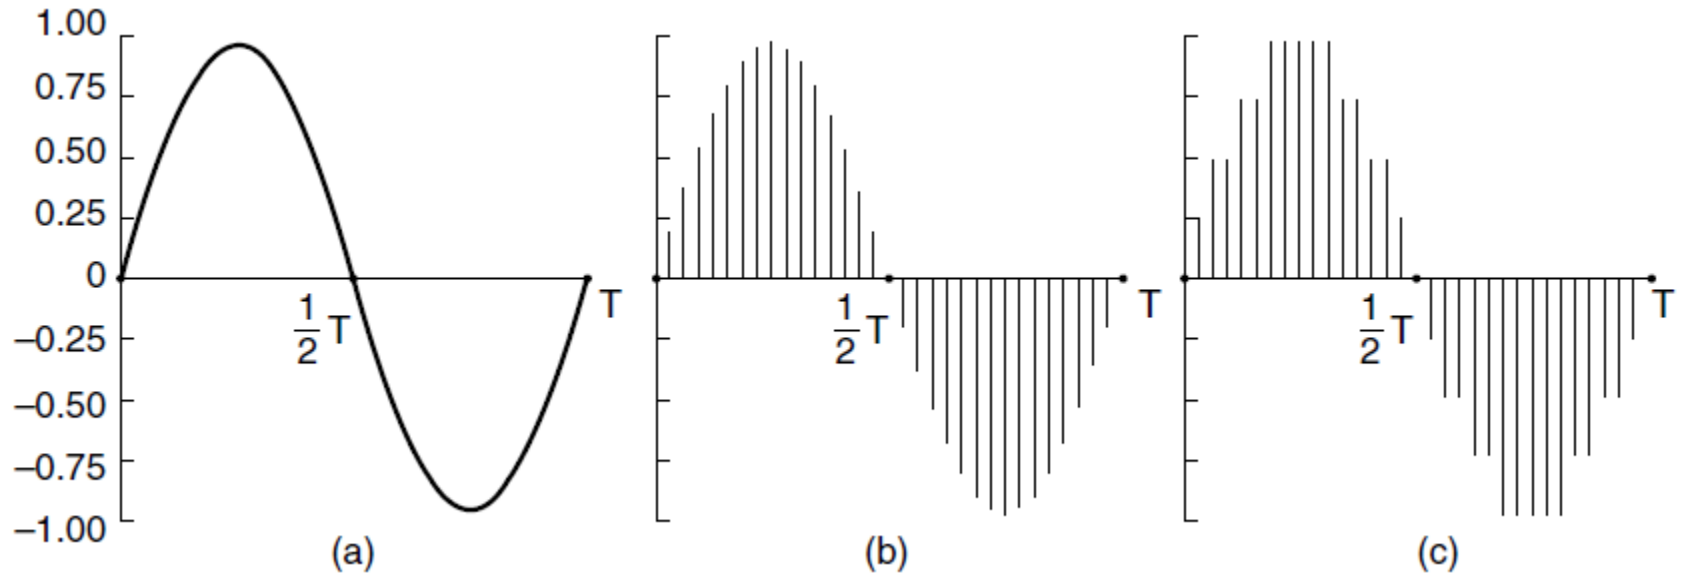 1.00
0.75
0.50
0.25
0
–0.25
–0.50
–0.75
–1.00
1/2 T
T
1/2 T
T
1/2 T
T
(a)
(b)
(c)